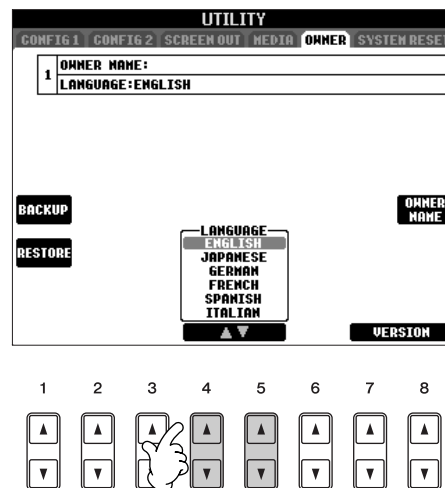 UTILITY
CONFIG 1 CONFIG 2 SCREEN OUT MEDIA OWNER SYSTEM RESET
1 OWNER NAME:
LANGUAGE:ENGLISH
BACKUP
OWNER
NAME
RESTORE
LANGUAGE
ENGLISH
JAPANESE
GERMAN
FRENCH
SPANISH
ITALIAN
VERSION
1 2 3 4 5 6 7 8